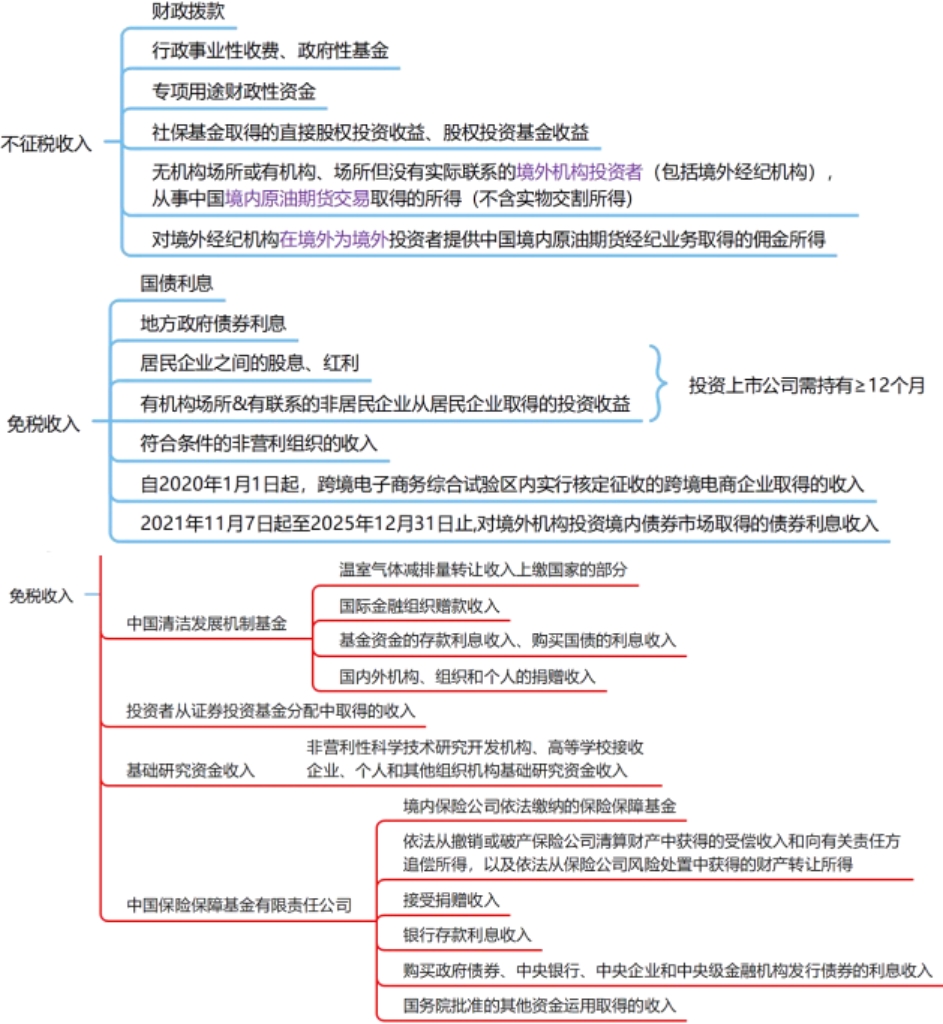 财政拨款
行政事业性收费、政府性基金
专项用途财政性资金
不征税收入
社保基金取得的直接股权投资收益、股权投资基金收益
无机构场所或有机构、场所但没有实际联系的境外机构投资者（包括境外经纪机构），
从事中国境内原油期货交易取得的所得（不含实物交割所得）
对境外经纪机构在境外为境外投资者提供中国境内原油期货经纪业务取得的佣金所得
国债利息
地方政府债券利息
居民企业之间的股息、红利
投资上市公司需持有≥12个月
有机构场所&有联系的非居民企业从居民企业取得的投资收益
免税收入
符合条件的非营利组织的收入
自2020年1月1日起，跨境电子商务综合试验区内实行核定征收的跨境电商企业取得的收入
2021年11月7日起至2025年12月31日止,对境外机构投资境内债券市场取得的债券利息收入
免税收入
中国清洁发展机制基金
温室气体减排量转让收入上缴国家的部分
国际金融组织赠款收入
基金资金的存款利息收入、购买国债的利息收入
国内外机构、组织和个人的捐赠收入
投资者从证券投资基金分配中取得的收入
基础研究资金收入
非营利性科学技术研究开发机构、高等学校接收
企业、个人和其他组织机构基础研究资金收入
中国保险保障基金有限责任公司
境内保险公司依法缴纳的保险保障基金
依法从撤销或破产保险公司清算财产中获得的受偿收入和向有关责任方
追偿所得，以及依法从保险公司风险处置中获得的财产转让所得
接受捐赠收入
银行存款利息收入
购买政府债券、中央银行、中央企业和中央级金融机构发行债券的利息收入
国务院批准的其他资金运用取得的收入